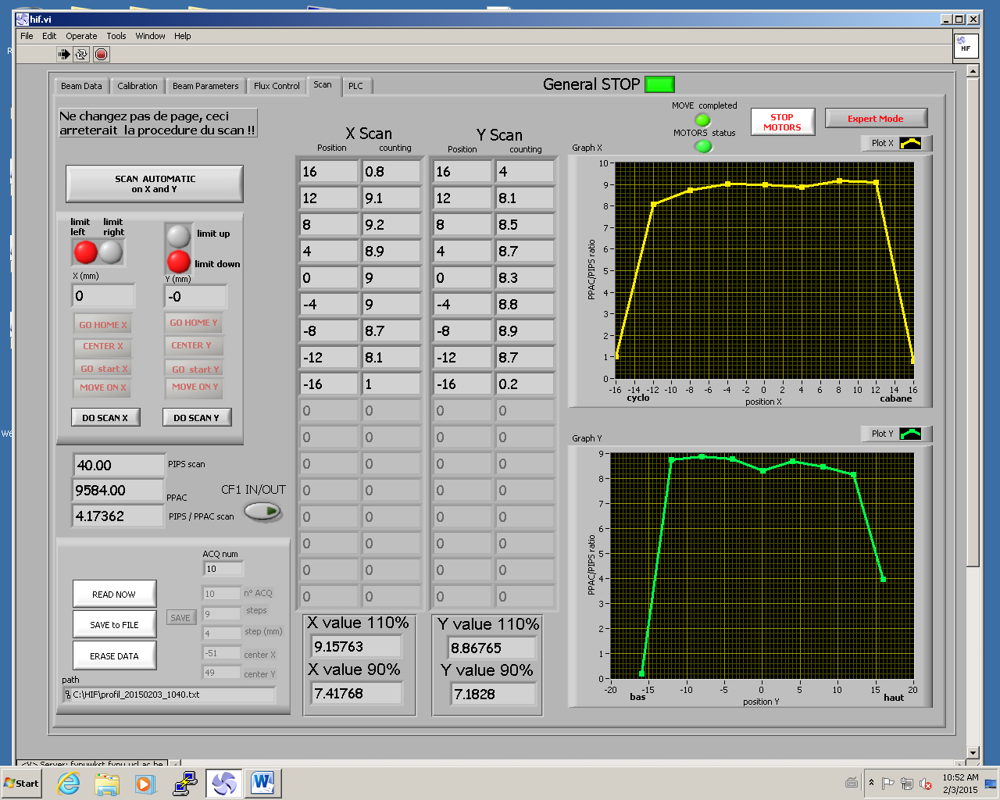 hif.vi
File Edit Operate Tools Window Help
HIF
Beam Data Calibration Beam Parameters Flux Control Scan PLC
General STOP
Ne changez pas de page, ceci
arreterait la procedure du scan !!
MOVE completed
MOTORS status
STOP
MOTORS
Expert Mode
SCAN AUTOMATIC
on X and Y
limit
left
limit
right
limit up
limit down
X (mm)
Y (mm)
0
-0
GO HOME X
GO HOME Y
CENTER X
CENTER Y
GO start X
GO start Y
MOVE ON X
MOVE ON Y
DO SCAN X
DO SCAN Y
40.00 PIPS scan
9584.00 PPAC
4.17362 PIPS / PPAC scan
CF1 IN/OUT
ACQ num
10
READ NOW
SAVE to FILE
ERASE DATA
SAVE
10 n° ACQ
9 steps
4 step (mm)
-51 center X
49 center Y
path
C:\HIF\profil_20150203_1040.txt
X Scan Y Scan
Position counting Position counting
16 0.8 16 4
12 9.1 12 8.1
8 9.2 8 8.5
4 8.9 4 8.7
0 9 0 8.3
-4 9 -4 8.8
-8 8.7 -8 8.9
-12 8.1 -12 8.7
-16 1 -16 0.2
0 0 0 0
0 0 0 0
0 0 0 0
0 0 0 0
0 0 0 0
0 0 0 0
0 0 0 0
0 0 0 0
X value 110%
9.15763
X value 90%
7.41768
Y value 110%
8.86765
Y value 90%
7.1828
Graph X
Plot X
PPAC/PIPS ratio
10
9
8
7
6
5
4
3
2
1
0
-16 -14 -12 -10 -8 -6 -4 -2 0 2 4 6 8 10 12 14 16
cyclo position X cabane
Graph Y
Plot Y
PPAC/PIPS ratio
9
8
7
6
5
4
3
2
1
0
-20 -15 -10 -5 0 5 10 15 20
bas position Y haut
<V> Server: fynuwkst.fynu.ucl.ac.be
Start
10:52 AM
2/3/2015